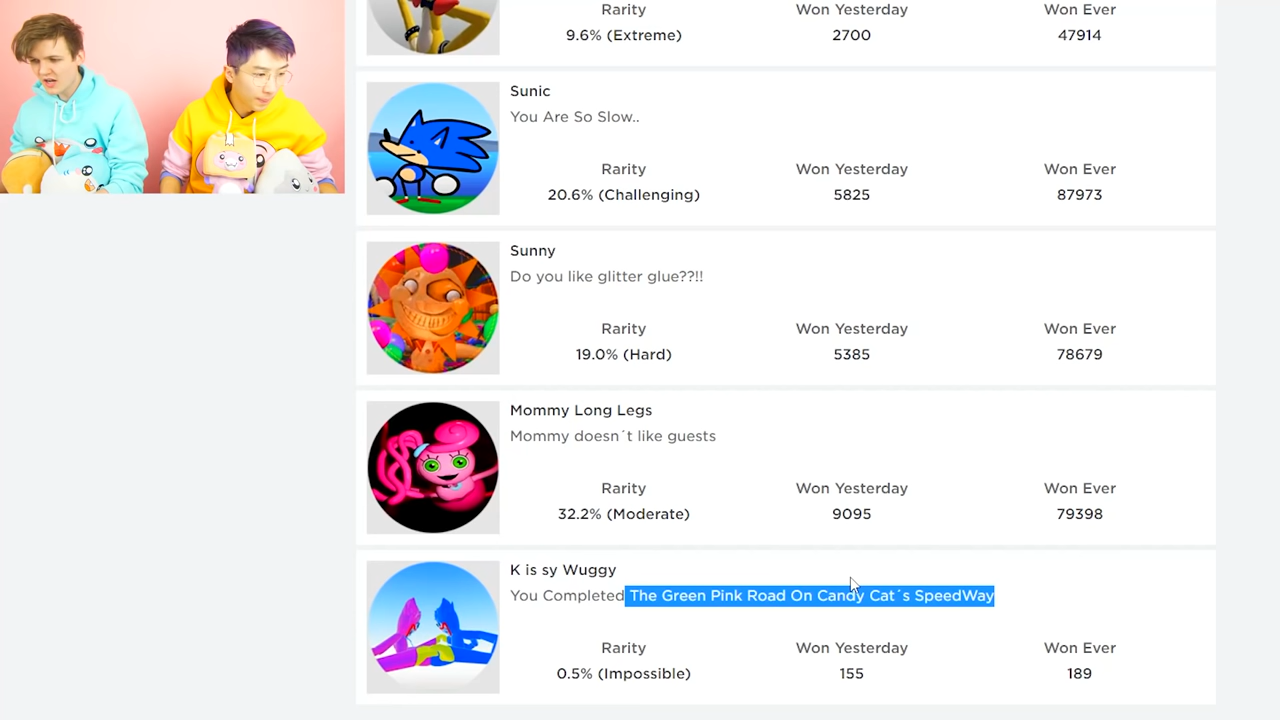 Rarity
Won Yesterday
Won Ever
9.6% (Extreme)
2700
47914
Sunic
You Are So Slow..
Rarity
Won Yesterday
Won Ever
20.6% (Challenging)
5825
87973
Sunny
Do you like glitter glue??!!
Rarity
Won Yesterday
Won Ever
19.0% (Hard)
5385
78679
Mommy Long Legs
Mommy doesn´t like guests
Rarity
Won Yesterday
Won Ever
32.2% (Moderate)
9095
79398
K is sy Wuggy
You Completed The Green Pink Road On Candy Cat´s SpeedWay
Rarity
Won Yesterday
Won Ever
0.5% (Impossible)
155
189